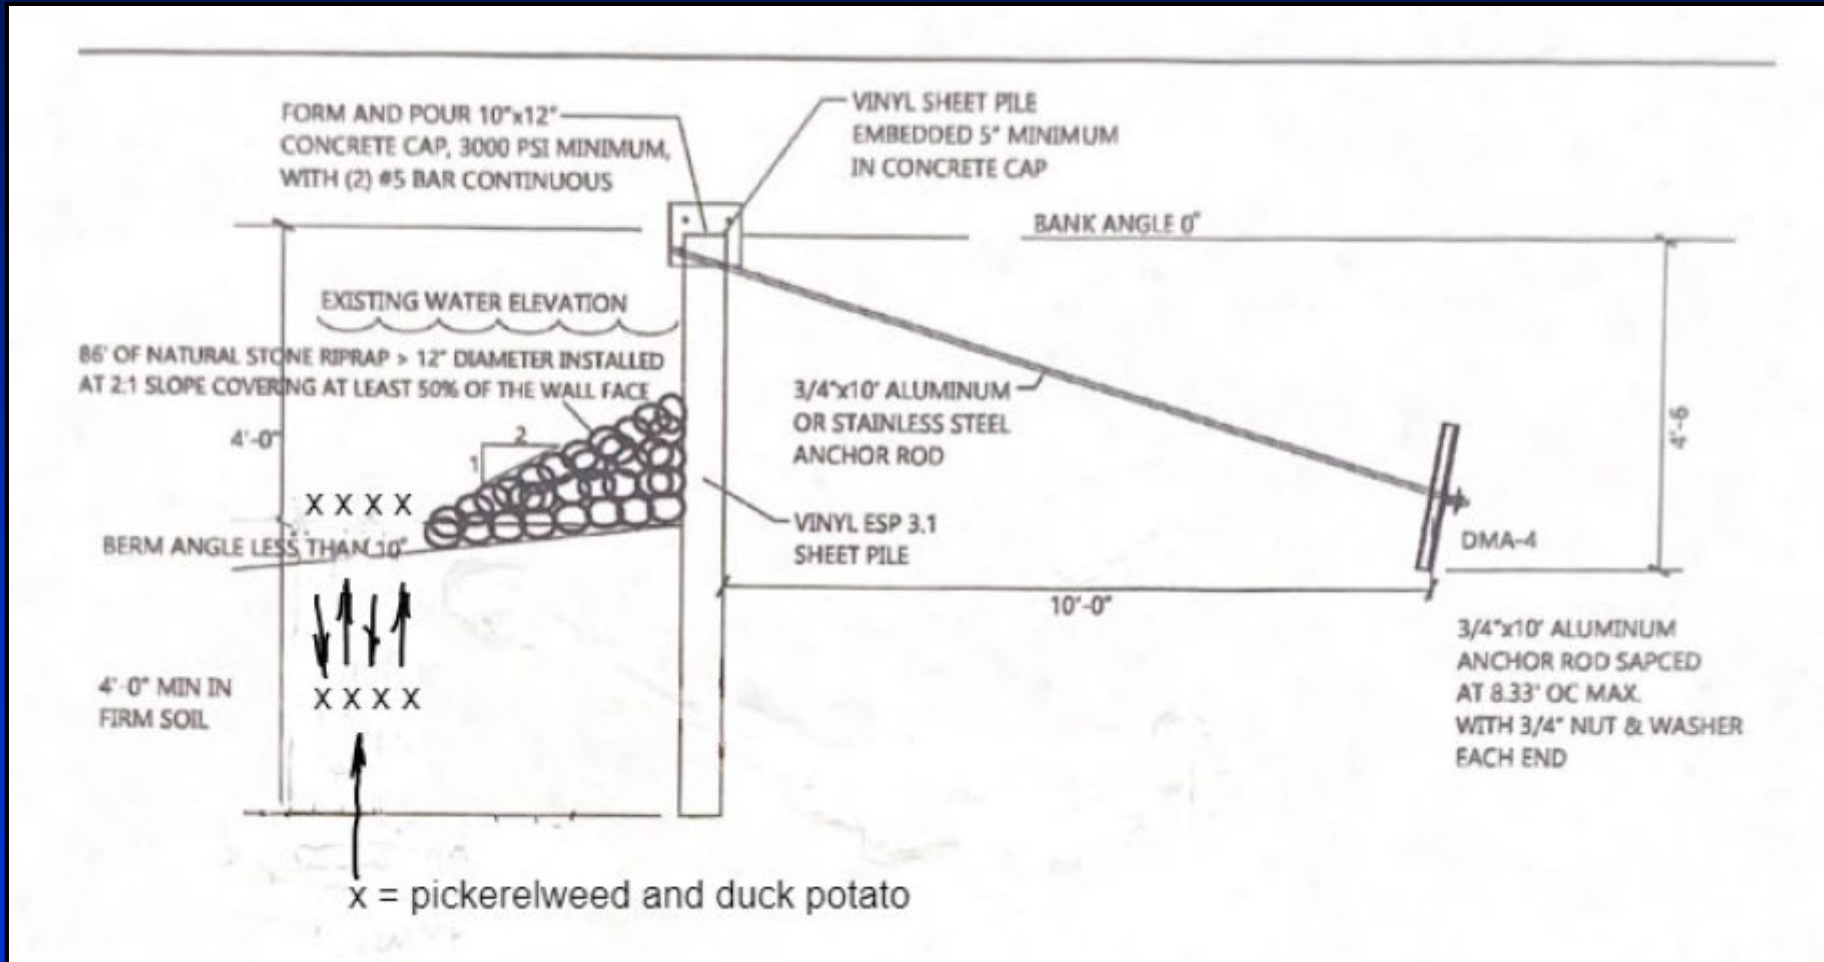 FORM AND POUR 10"x12"
CONCRETE CAP, 3000 PSI MINIMUM,
WITH (2) #5 BAR CONTINUOUS
VINYL SHEET PILE
EMBEDDED 5" MINIMUM
IN CONCRETE CAP
BANK ANGLE 0°
EXISTING WATER ELEVATION
86' OF NATURAL STONE RIPRAP > 12" DIAMETER INSTALLED
AT 2:1 SLOPE COVERING AT LEAST 50% OF THE WALL FACE
3/4"x10' ALUMINUM
OR STAINLESS STEEL
ANCHOR ROD
4'-0"
2
1
4'-6
X X X X
VINYL ESP 3.1
SHEET PILE
BERM ANGLE LESS THAN 10°
DMA-4
10'-0"
3/4"x10' ALUMINUM
ANCHOR ROD SAPCED
AT 8.33' OC MAX.
WITH 3/4" NUT & WASHER
EACH END
4'-0" MIN IN
FIRM SOIL
X X X X
x = pickerelweed and duck potato